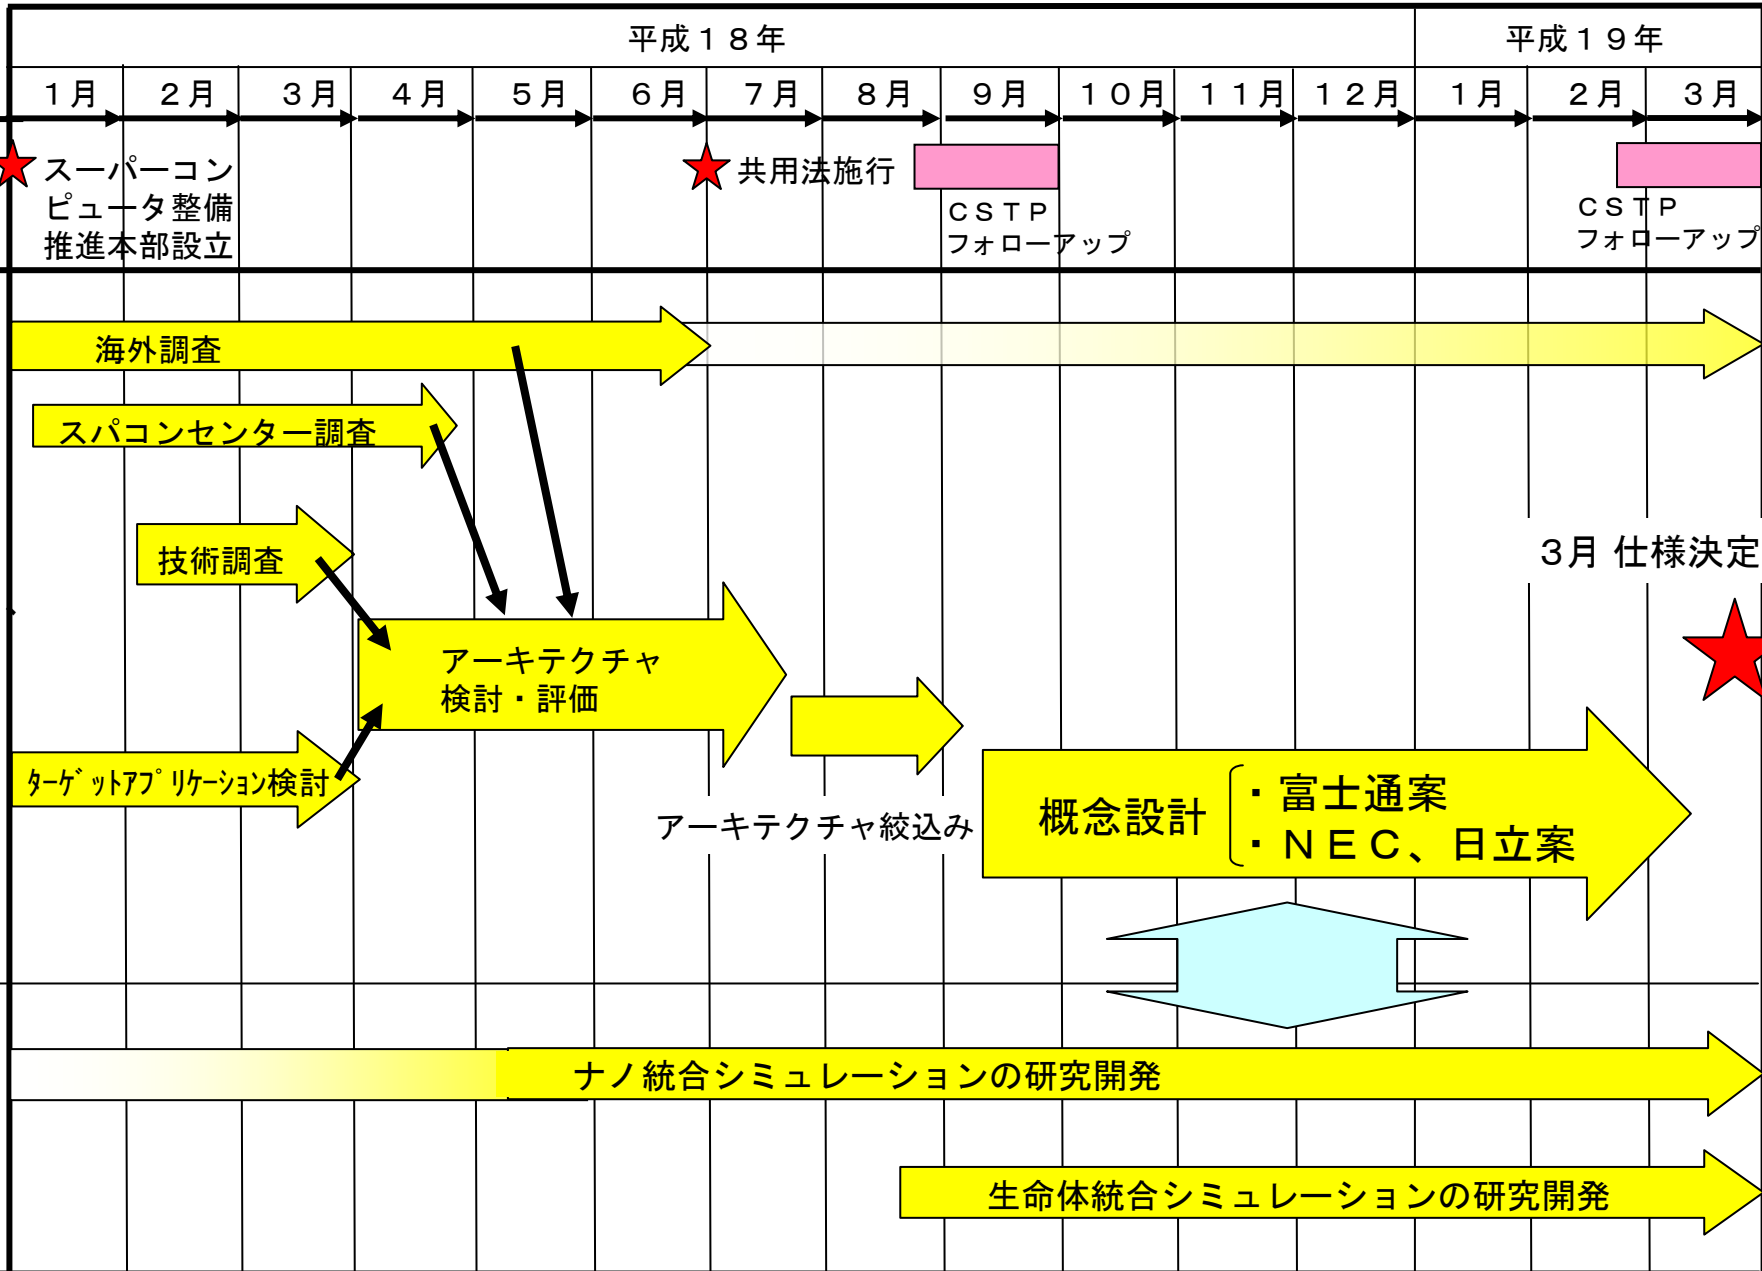 平成１８年
平成１９年
１月 ２月 ３月 ４月 ５月 ６月 ７月 ８月 ９月 １０月 １１月 １２月 １月 ２月 ３月
スーパーコン
ピュータ整備
推進本部設立
共用法施行
ＣＳＴＰ
フォローアップ
ＣＳＴＰ
フォローアップ
海外調査
スパコンセンター調査
技術調査
３月 仕様決定
アーキテクチャ
検討・評価
ﾀｰｹﾞｯﾄｱﾌﾟﾘｹｰｼｮﾝ検討
アーキテクチャ絞込み
概念設計
・富士通案
・ＮＥＣ、日立案
ナノ統合シミュレーションの研究開発
生命体統合シミュレーションの研究開発